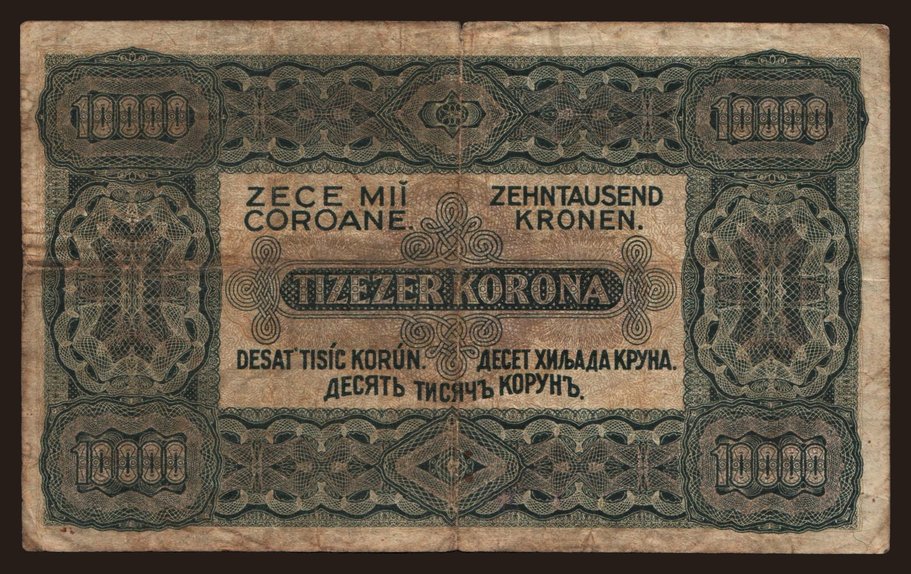 10000
10000
ZECE MIĬ
COROANE.
ZEHNTAUSEND
KRONEN.
TIZEZER KORONA
DESAŤ TISÍC KORÚN.
ДЕСЕТ ХИЉАДА КРУНА.
ДЕСЯТЬ ТИСЯЧЪ КОРУНЪ.
10000
10000